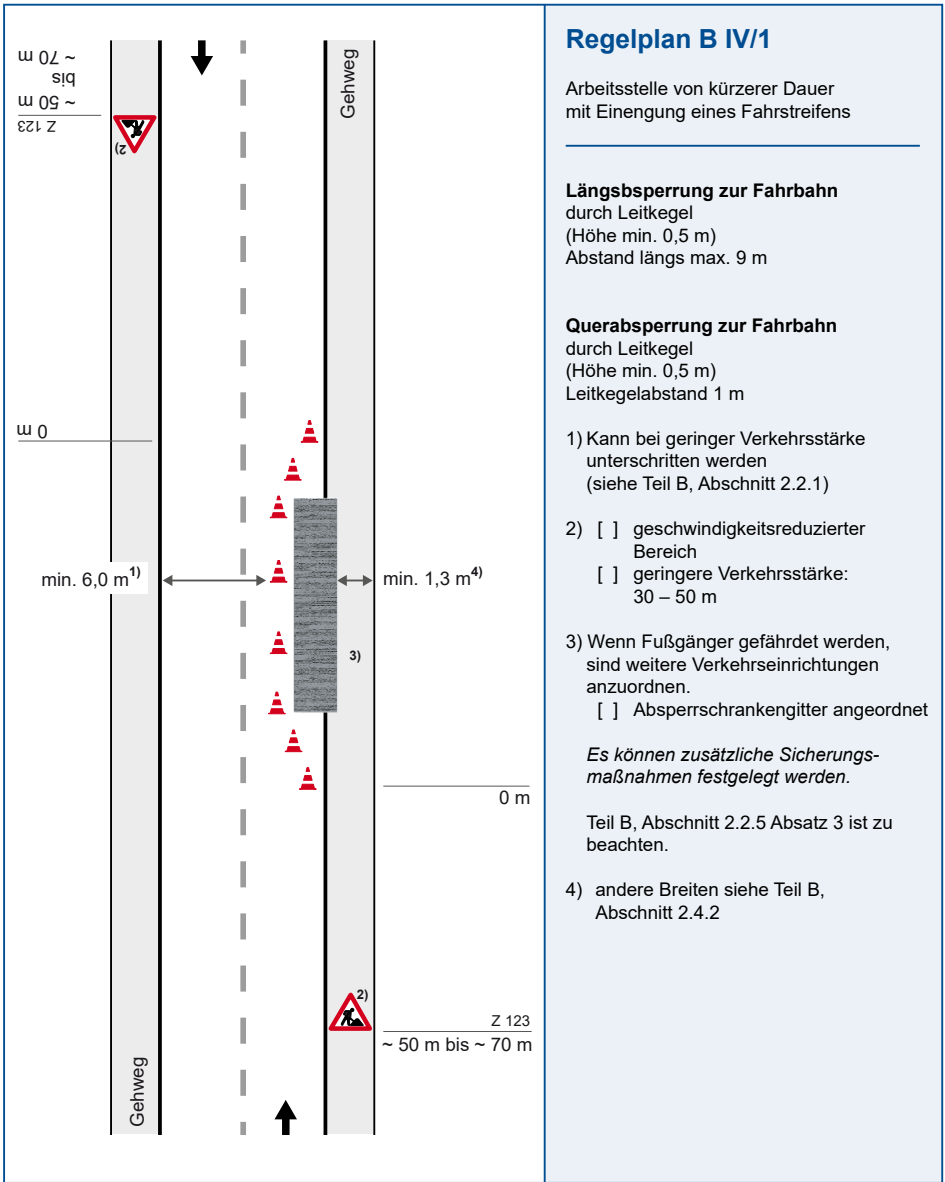 ~ 70 m
bis
~ 50 m
Z 123
2)
Gehweg
0 m
min. 6,0 m1)
min. 1,3 m4)
3)
0 m
2)
Z 123
~ 50 m bis ~ 70 m
Gehweg
Regelplan B IV/1
Arbeitsstelle von kürzerer Dauer
mit Einengung eines Fahrstreifens
Längsbsperrung zur Fahrbahn
durch Leitkegel
(Höhe min. 0,5 m)
Abstand längs max. 9 m
Querabsperrung zur Fahrbahn
durch Leitkegel
(Höhe min. 0,5 m)
Leitkegelabstand 1 m
1) Kann bei geringer Verkehrsstärke
unterschritten werden
(siehe Teil B, Abschnitt 2.2.1)
2) [ ] geschwindigkeitsreduzierter
Bereich
[ ] geringere Verkehrsstärke:
30 – 50 m
3) Wenn Fußgänger gefährdet werden,
sind weitere Verkehrseinrichtungen
anzuordnen.
[ ] Absperrschrankengitter angeordnet
Es können zusätzliche Sicherungs-
maßnahmen festgelegt werden.
Teil B, Abschnitt 2.2.5 Absatz 3 ist zu
beachten.
4) andere Breiten siehe Teil B,
Abschnitt 2.4.2